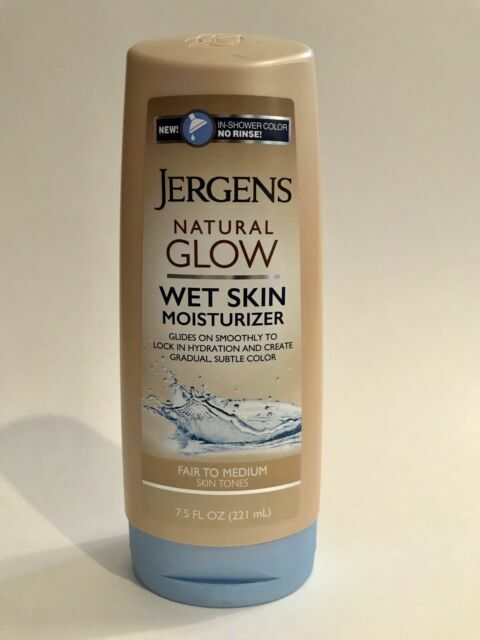 NEW!
IN-SHOWER COLOR
NO RINSE!
JERGENS
NATURAL
GLOW
WET SKIN
MOISTURIZER
GLIDES ON SMOOTHLY TO
LOCK IN HYDRATION AND CREATE
GRADUAL, SUBTLE COLOR
FAIR TO MEDIUM
SKIN TONES
7.5 FL OZ (221 mL)